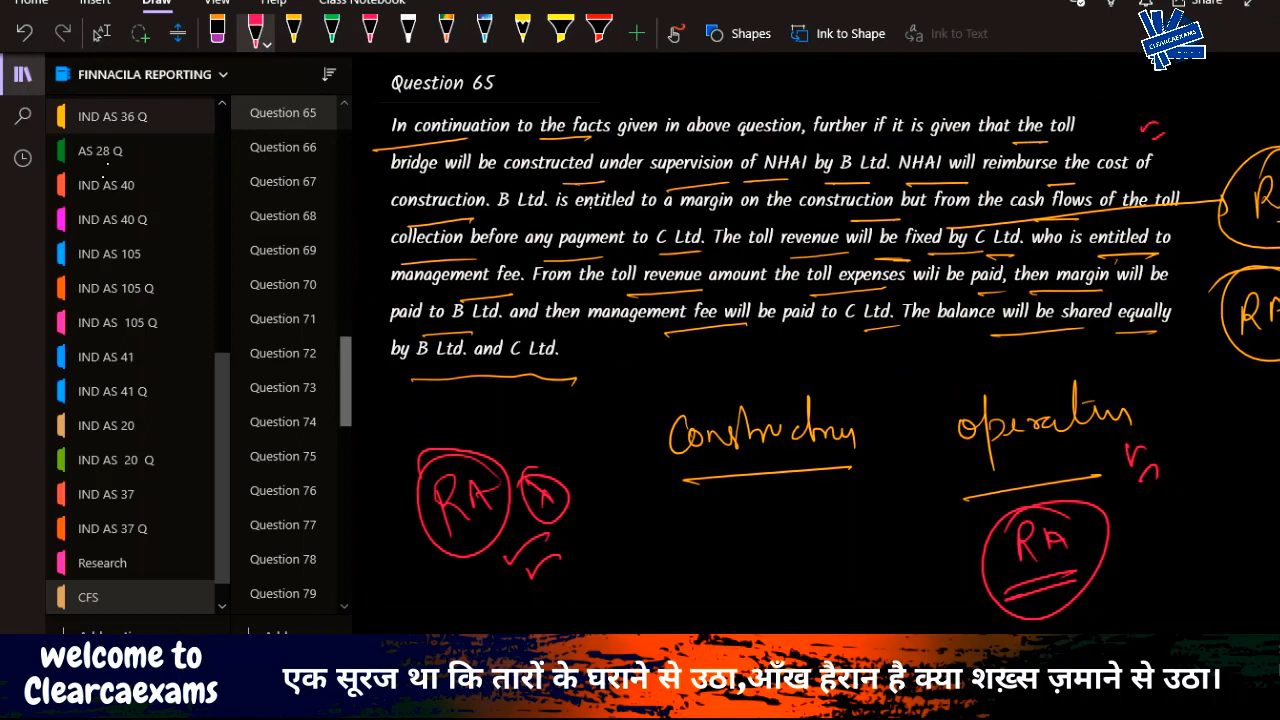 Home Insert Draw View Help Class Notebook Share
Shapes Ink to Shape Ink to Text
CLEARCAEXAMS
FINNACILA REPORTING
IND AS 36 Q
AS 28 Q
IND AS 40
IND AS 40 Q
IND AS 105
IND AS 105 Q
IND AS 105 Q
IND AS 41
IND AS 41 Q
IND AS 20
IND AS 20 Q
IND AS 37
IND AS 37 Q
Research
CFS
Question 65
Question 66
Question 67
Question 68
Question 69
Question 70
Question 71
Question 72
Question 73
Question 74
Question 75
Question 76
Question 77
Question 78
Question 79
Question 65
In continuation to the facts given in above question, further if it is given that the toll
bridge will be constructed under supervision of NHAI by B Ltd. NHAI will reimburse the cost of
construction. B Ltd. is entitled to a margin on the construction but from the cash flows of the toll
collection before any payment to C Ltd. The toll revenue will be fixed by C Ltd. who is entitled to
management fee. From the toll revenue amount the toll expenses will be paid, then margin will be
paid to B Ltd. and then management fee will be paid to C Ltd. The balance will be shared equally
by B Ltd. and C Ltd.
RA
RA
welcome to
Clearcaexams
एक सूरज था कि तारों के घराने से उठा,आँख हैरान है क्या शख़्स ज़माने से उठा।